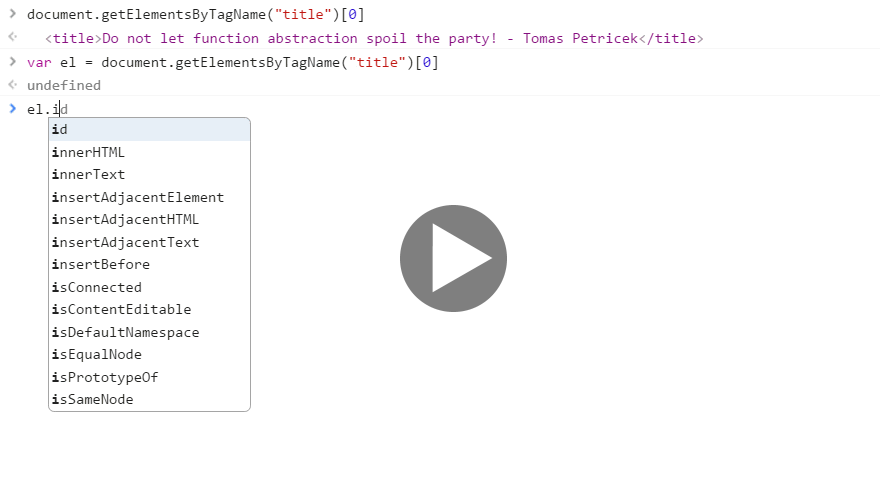 document.getElementsByTagName("title")[0]
<title>Do not let function abstraction spoil the party! - Tomas Petricek</title>
var el = document.getElementsByTagName("title")[0]
undefined
el.id
id
innerHTML
innerText
insertAdjacentElement
insertAdjacentHTML
insertAdjacentText
insertBefore
isConnected
isContentEditable
isDefaultNamespace
isEqualNode
isPrototypeOf
isSameNode